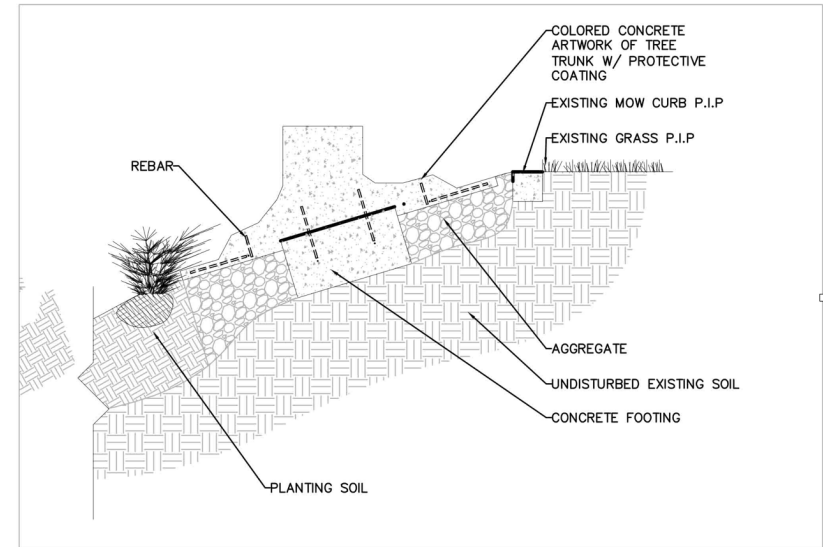 COLORED CONCRETE
ARTWORK OF TREE
TRUNK W/ PROTECTIVE
COATING
EXISTING MOW CURB P.I.P
EXISTING GRASS P.I.P
REBAR
AGGREGATE
UNDISTURBED EXISTING SOIL
CONCRETE FOOTING
PLANTING SOIL